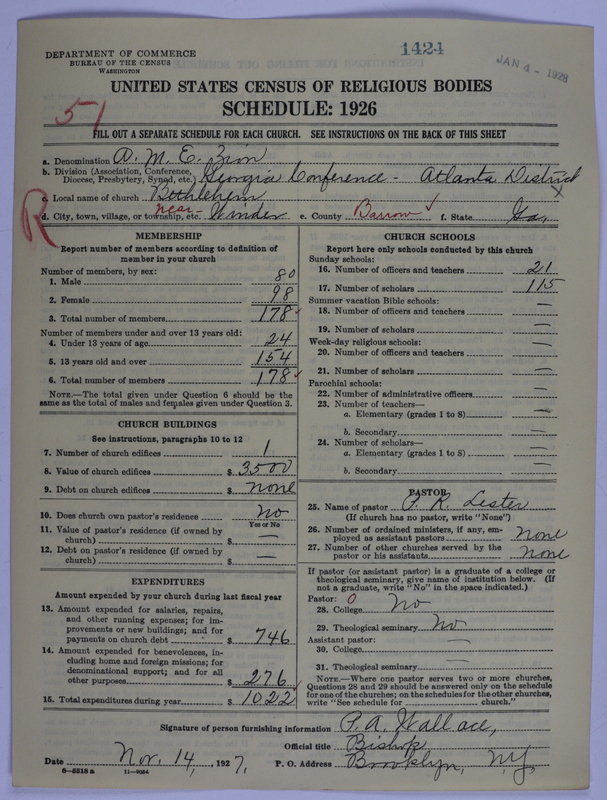 DEPARTMENT OF COMMERCE
BUREAU OF THE CENSUS
WASHINGTON
1424
JAN 4 - 1928
UNITED STATES CENSUS OF RELIGIOUS BODIES
SCHEDULE: 1926
51
FILL OUT A SEPARATE SCHEDULE FOR EACH CHURCH. SEE INSTRUCTIONS ON THE BACK OF THIS SHEET
a. Denomination A. M. E. Zion
b. Division (Association, Conference, Diocese, Presbytery, Synod, etc.) Georgia Conference - Atlanta District
c. Local name of church Bethlehem x
R
d. City, town, village, or township, etc. near- Winder e. County Barrow ✓ f. State Ga.
MEMBERSHIP
Report number of members according to definition of
member in your church
Number of members, by sex:
1. Male 80
2. Female 98
3. Total number of members 178 ✓
Number of members under and over 13 years old:
4. Under 13 years of age 24
5. 13 years old and over 154
6. Total number of members 178 ✓
NOTE.—The total given under Question 6 should be the
same as the total of males and females given under Question 3.
CHURCH BUILDINGS
See instructions, paragraphs 10 to 12
7. Number of church edifices 1
8. Value of church edifices $ 3500
9. Debt on church edifices $ none
10. Does church own pastor's residence No
Yes or No
11. Value of pastor's residence (if owned by
church) $ —
12. Debt on pastor's residence (if owned by
church) $ —
EXPENDITURES
Amount expended by your church during last fiscal year
13. Amount expended for salaries, repairs,
and other running expenses; for im-
provements or new buildings; and for
payments on church debt $ 746
14. Amount expended for benevolences, in-
cluding home and foreign missions; for
denominational support; and for all
other purposes $ 276
15. Total expenditures during year $ 1022 ✓
CHURCH SCHOOLS
Report here only schools conducted by this church
Sunday schools:
16. Number of officers and teachers 21
17. Number of scholars 115
Summer vacation Bible schools:
18. Number of officers and teachers —
19. Number of scholars —
Week-day religious schools: —
20. Number of officers and teachers —
21. Number of scholars —
Parochial schools:
22. Number of administrative officers —
23. Number of teachers—
a. Elementary (grades 1 to 8) —
b. Secondary —
24. Number of scholars—
a. Elementary (grades 1 to 8) —
b. Secondary —
PASTOR
25. Name of pastor P. R. Lester
(If church has no pastor, write "None")
26. Number of ordained ministers, if any, em-
ployed as assistant pastors none
27. Number of other churches served by the
pastor or his assistants none
If pastor (or assistant pastor) is a graduate of a college or
theological seminary, give name of institution below. (If
not a graduate, write "No" in the space indicated.)
Pastor: 0
28. College No
29. Theological seminary No
Assistant pastor: —
30. College —
31. Theological seminary —
NOTE.—Where one pastor serves two or more churches,
Questions 28 and 29 should be answered only on the schedule
for one of the churches; on the schedules for the other churches,
write "See schedule for church."
Signature of person furnishing information P. A. Wallace,
Official title Bishop
Date Nov. 14, 1927. P. O. Address Brooklyn, N.Y.
8-5518 a 11-9084